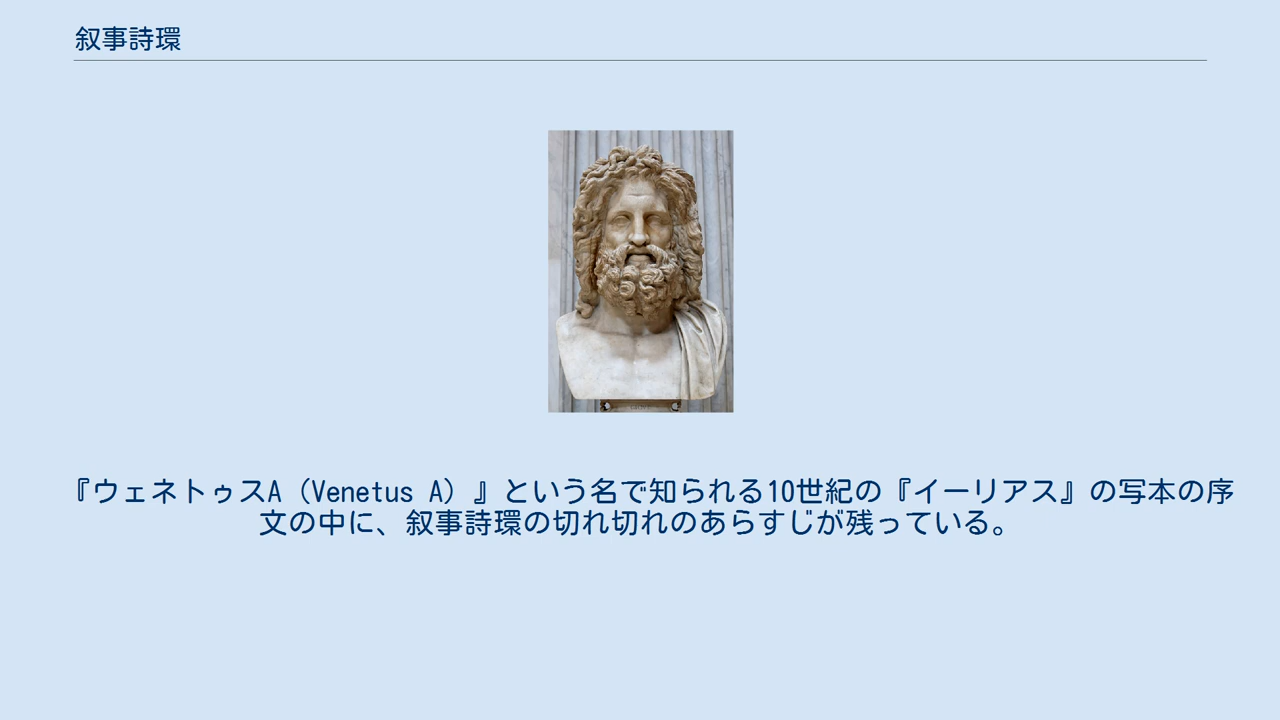 叙事詩環
『ウェネトゥスA（Venetus A）』という名で知られる10世紀の『イーリアス』の写本の序
文の中に、叙事詩環の切れ切れのあらすじが残っている。